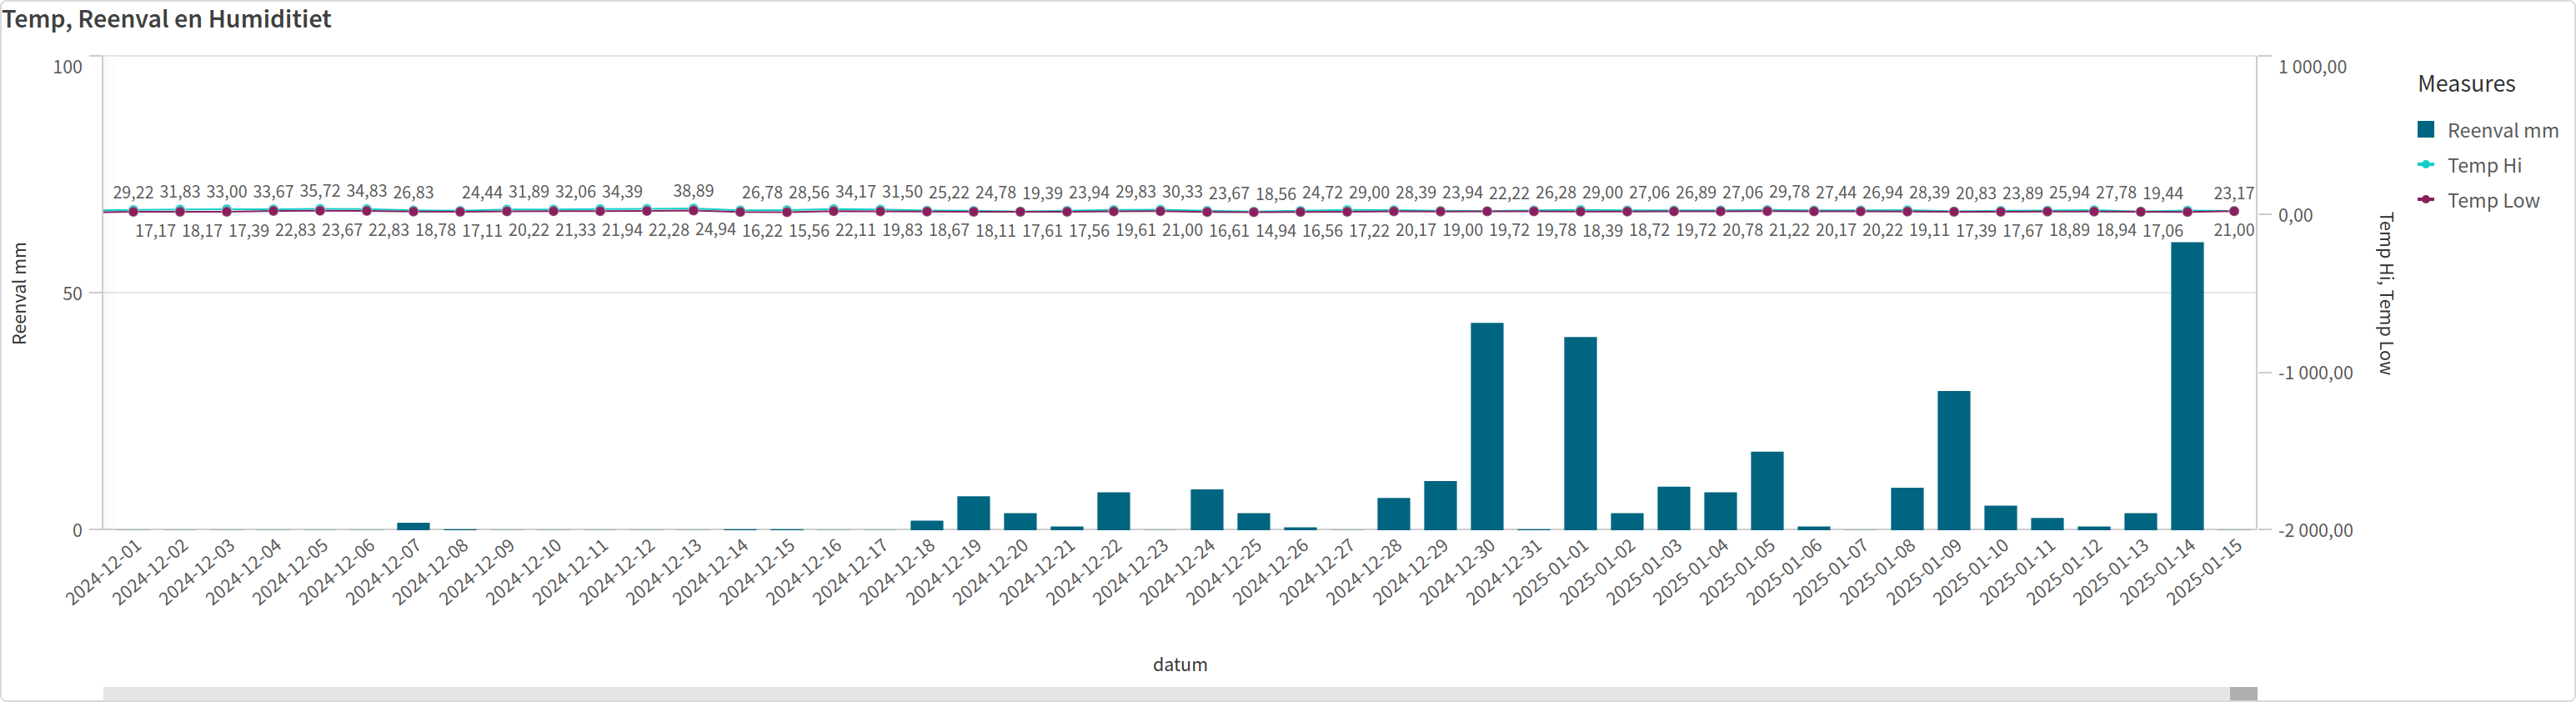 Temp, Reenval en Humiditiet
100
50
0
Reenval mm
1 000,00
0,00
-1 000,00
-2 000,00
Temp Hi, Temp Low
Measures
Reenval mm
Temp Hi
Temp Low
29,22 31,83 33,00 33,67 35,72 34,83 26,83 24,44 31,89 32,06 34,39 38,89 26,78 28,56 34,17 31,50 25,22 24,78 19,39 23,94 29,83 30,33 23,67 18,56 24,72 29,00 28,39 23,94 22,22 26,28 29,00 27,06 26,89 27,06 29,78 27,44 26,94 28,39 20,83 23,89 25,94 27,78 19,44 23,17
17,17 18,17 17,39 22,83 23,67 22,83 18,78 17,11 20,22 21,33 21,94 22,28 24,94 16,22 15,56 22,11 19,83 18,67 18,11 17,61 17,56 19,61 21,00 16,61 14,94 16,56 17,22 20,17 19,00 19,72 19,78 18,39 18,72 19,72 20,78 21,22 20,17 20,22 19,11 17,39 17,67 18,89 18,94 17,06 21,00
2024-12-01 2024-12-02 2024-12-03 2024-12-04 2024-12-05 2024-12-06 2024-12-07 2024-12-08 2024-12-09 2024-12-10 2024-12-11 2024-12-12 2024-12-13 2024-12-14 2024-12-15 2024-12-16 2024-12-17 2024-12-18 2024-12-19 2024-12-20 2024-12-21 2024-12-22 2024-12-23 2024-12-24 2024-12-25 2024-12-26 2024-12-27 2024-12-28 2024-12-29 2024-12-30 2024-12-31 2025-01-01 2025-01-02 2025-01-03 2025-01-04 2025-01-05 2025-01-06 2025-01-07 2025-01-08 2025-01-09 2025-01-10 2025-01-11 2025-01-12 2025-01-13 2025-01-14 2025-01-15
datum